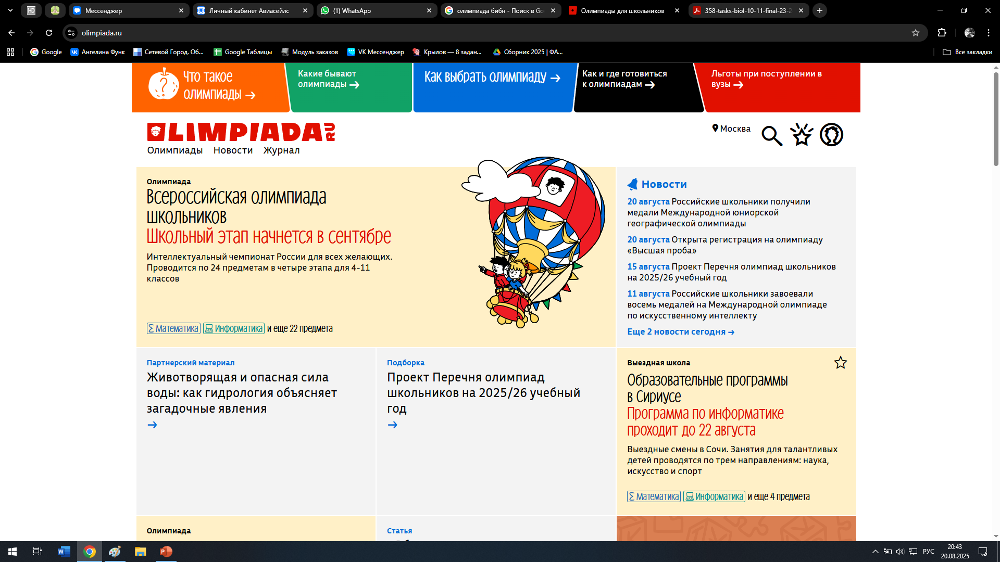 Мессенджер
Личный кабинет Авиасейлс
(1) WhatsApp
олимпиада бибн - Поиск в Go
Олимпиады для школьников
358-tasks-biol-10-11-final-23-2
olimpiada.ru
Google
Ангелина Функ
Сетевой Город. Об...
Google Таблицы
Модуль заказов
VK Мессенджер
Крылов — 8 задан...
Сборник 2025 | ФА...
Все закладки
Что такое
олимпиады →
Какие бывают
олимпиады →
Как выбрать олимпиаду →
Как и где готовиться
к олимпиадам →
Льготы при поступлении в
вузы →
OLIMPIADA RU
Москва
Олимпиады Новости Журнал
Олимпиада
Всероссийская олимпиада
школьников
Школьный этап начнется в сентябре
Интеллектуальный чемпионат России для всех желающих.
Проводится по 24 предметам в четыре этапа для 4-11
классов
Математика Информатика и еще 22 предмета
Новости
20 августа Российские школьники получили
медали Международной юниорской
географической олимпиады
20 августа Открыта регистрация на олимпиаду
«Высшая проба»
15 августа Проект Перечня олимпиад школьников
на 2025/26 учебный год
11 августа Российские школьники завоевали
восемь медалей на Международной олимпиаде
по искусственному интеллекту
Еще 2 новости сегодня →
Партнерский материал
Животворящая и опасная сила
воды: как гидрология объясняет
загадочные явления
→
Подборка
Проект Перечня олимпиад
школьников на 2025/26 учебный
год
→
Выездная школа
Образовательные программы
в Сириусе
Программа по информатике
проходит до 22 августа
Выездные смены в Сочи. Занятия для талантливых
детей проводятся по трем направлениям: наука,
искусство и спорт
Математика Информатика и еще 4 предмета
Олимпиада
Статья
РУС
20:43
20.08.2025